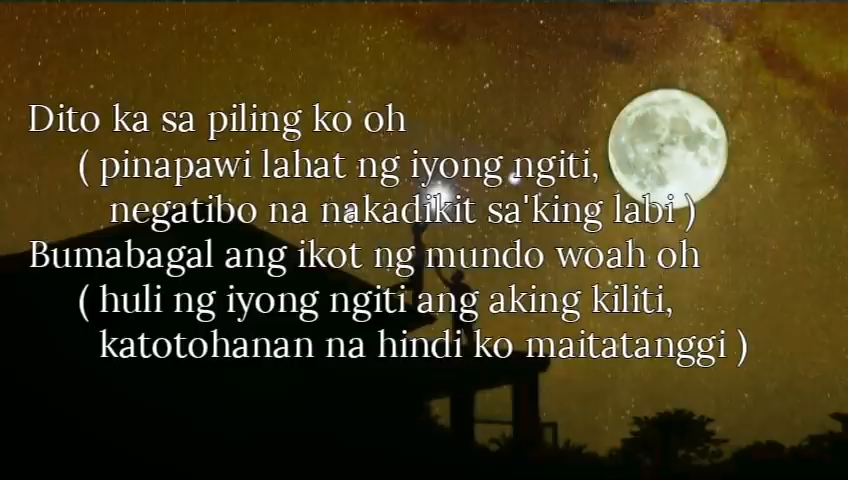 Dito ka sa piling ko oh
( pinapawi lahat ng iyong ngiti,
negatibo na nakadikit sa'king labi )
Bumabagal ang ikot ng mundo woah oh
( huli ng iyong ngiti ang aking kiliti,
katotohanan na hindi ko maitatanggi )